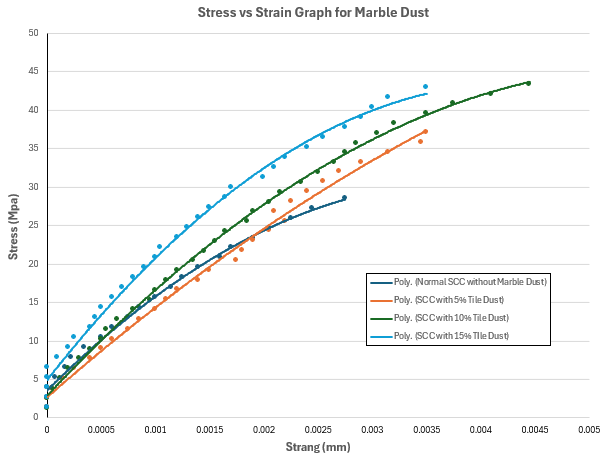 Stress vs Strain Graph for Marble Dust
50
45
40
35
30
25
20
15
10
5
0
Stress (Mpa)
Poly. (Normal SCC without Marble Dust)
Poly. (SCC with 5% Tile Dust)
Poly. (SCC with 10% Tile Dust)
Poly. (SCC with 15% Tile Dust)
0 0.0005 0.001 0.0015 0.002 0.0025 0.003 0.0035 0.004 0.0045 0.005
Strang (mm)